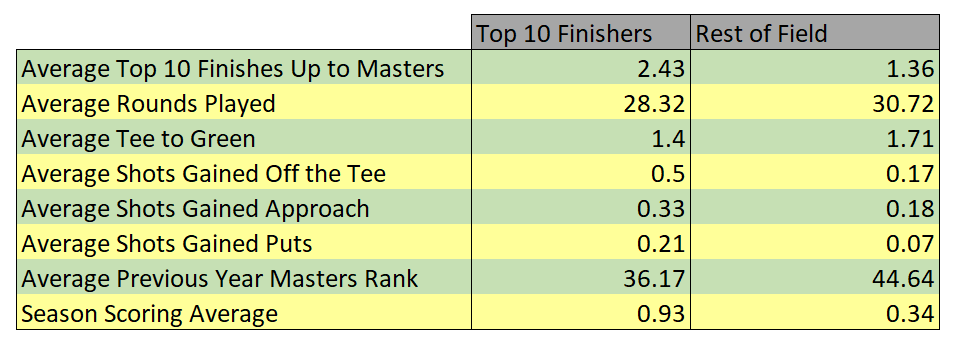 Top 10 Finishers Rest of Field
Average Top 10 Finishes Up to Masters 2.43 1.36
Average Rounds Played 28.32 30.72
Average Tee to Green 1.4 1.71
Average Shots Gained Off the Tee 0.5 0.17
Average Shots Gained Approach 0.33 0.18
Average Shots Gained Puts 0.21 0.07
Average Previous Year Masters Rank 36.17 44.64
Season Scoring Average 0.93 0.34